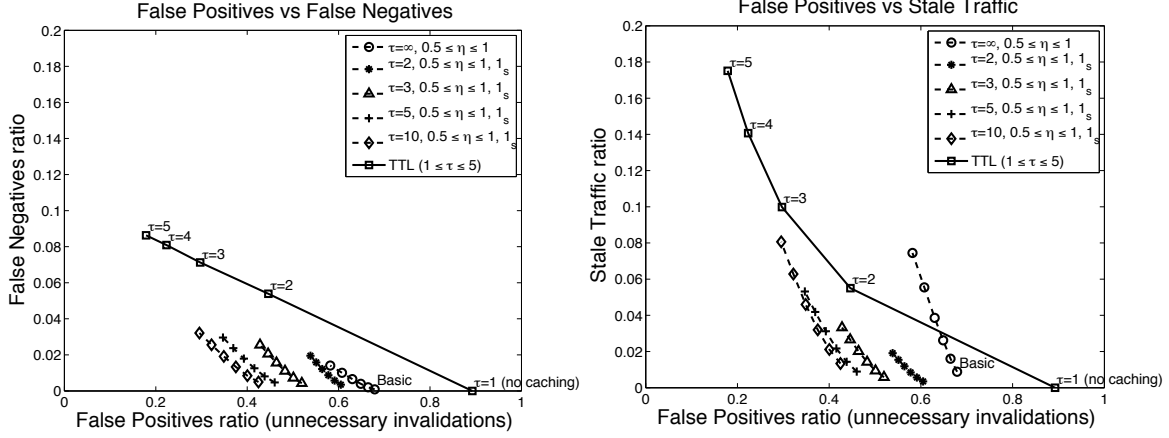 False Positives vs False Negatives
0.2
0.18
0.16
0.14
0.12
0.1
0.08
0.06
0.04
0.02
0
0
0.2
0.4
0.6
0.8
1
False Negatives ratio
False Positives ratio (unnecessary invalidations)
τ=∞, 0.5 ≤ η ≤ 1
τ=2, 0.5 ≤ η ≤ 1, 1s
τ=3, 0.5 ≤ η ≤ 1, 1s
τ=5, 0.5 ≤ η ≤ 1, 1s
τ=10, 0.5 ≤ η ≤ 1, 1s
TTL (1 ≤ τ ≤ 5)
τ=5
τ=4
τ=3
τ=2
Basic
τ=1 (no caching)
False Positives vs Stale Traffic
0.2
0.18
0.16
0.14
0.12
0.1
0.08
0.06
0.04
0.02
0
0
0.2
0.4
0.6
0.8
1
Stale Traffic ratio
False Positives ratio (unnecessary invalidations)
τ=∞, 0.5 ≤ η ≤ 1
τ=2, 0.5 ≤ η ≤ 1, 1s
τ=3, 0.5 ≤ η ≤ 1, 1s
τ=5, 0.5 ≤ η ≤ 1, 1s
τ=10, 0.5 ≤ η ≤ 1, 1s
TTL (1 ≤ τ ≤ 5)
τ=5
τ=4
τ=3
τ=2
Basic
τ=1 (no caching)